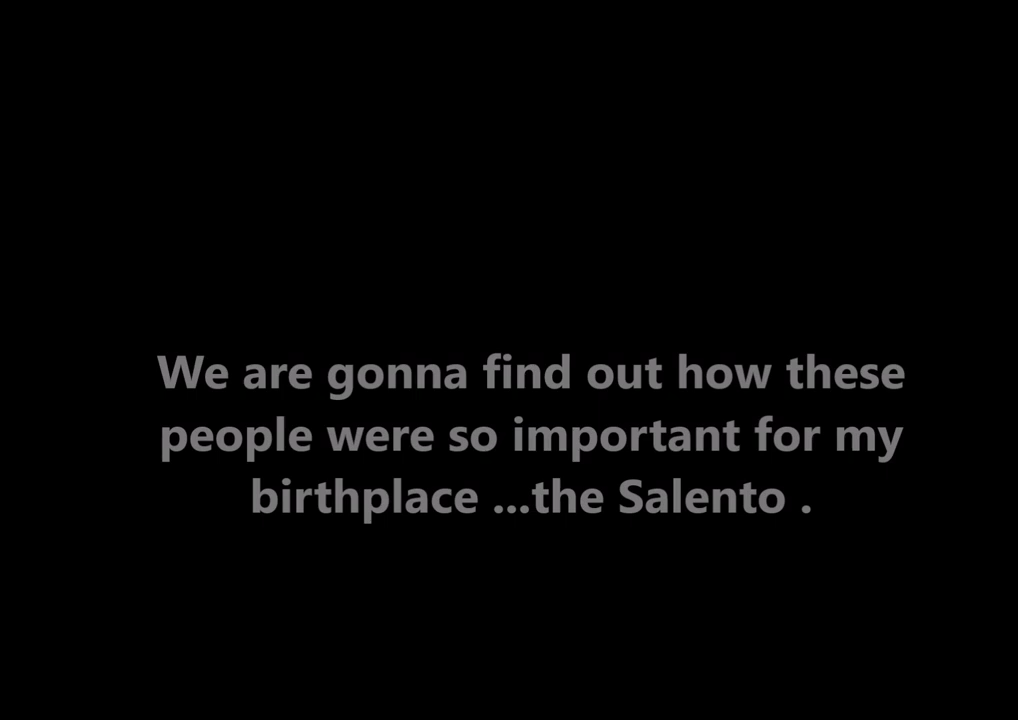 We are gonna find out how these
people were so important for my
birthplace ...the Salento .